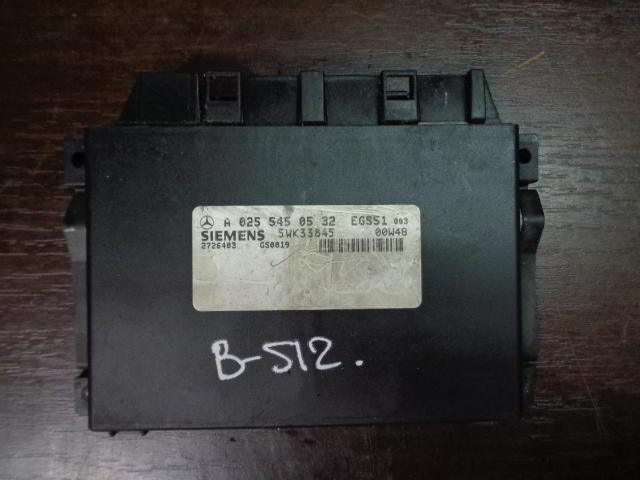 A 025 545 05 32 EGS51 003
SIEMENS 5WK33845 00W48
2726403 GS0019
B-512.